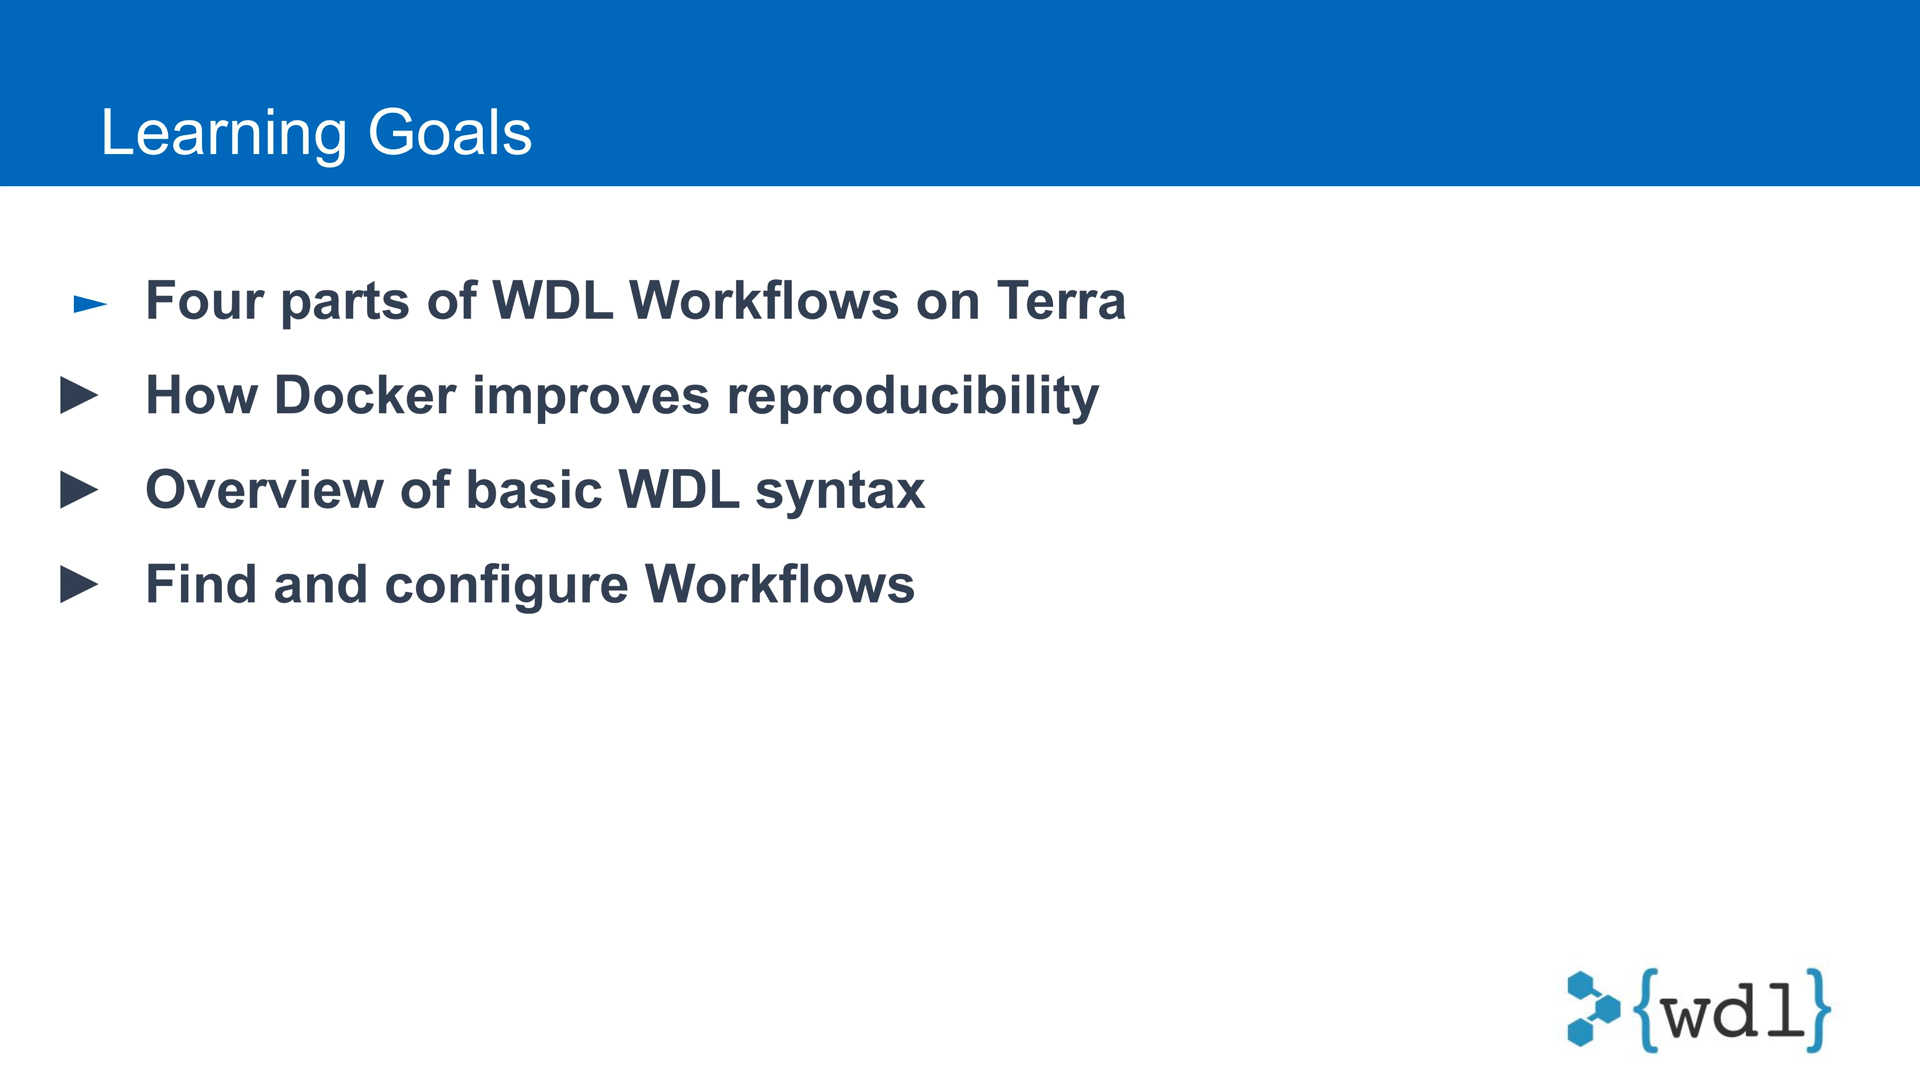 Learning Goals
► Four parts of WDL Workflows on Terra
► How Docker improves reproducibility
► Overview of basic WDL syntax
► Find and configure Workflows
{wdl}